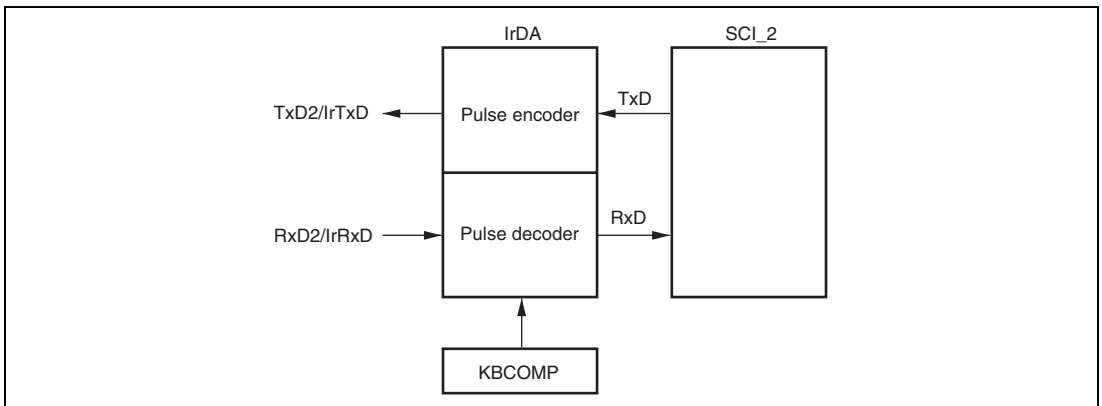 IrDA
SCI_2
TxD2/IrTxD
Pulse encoder
TxD
RxD2/IrRxD
Pulse decoder
RxD
KBCOMP